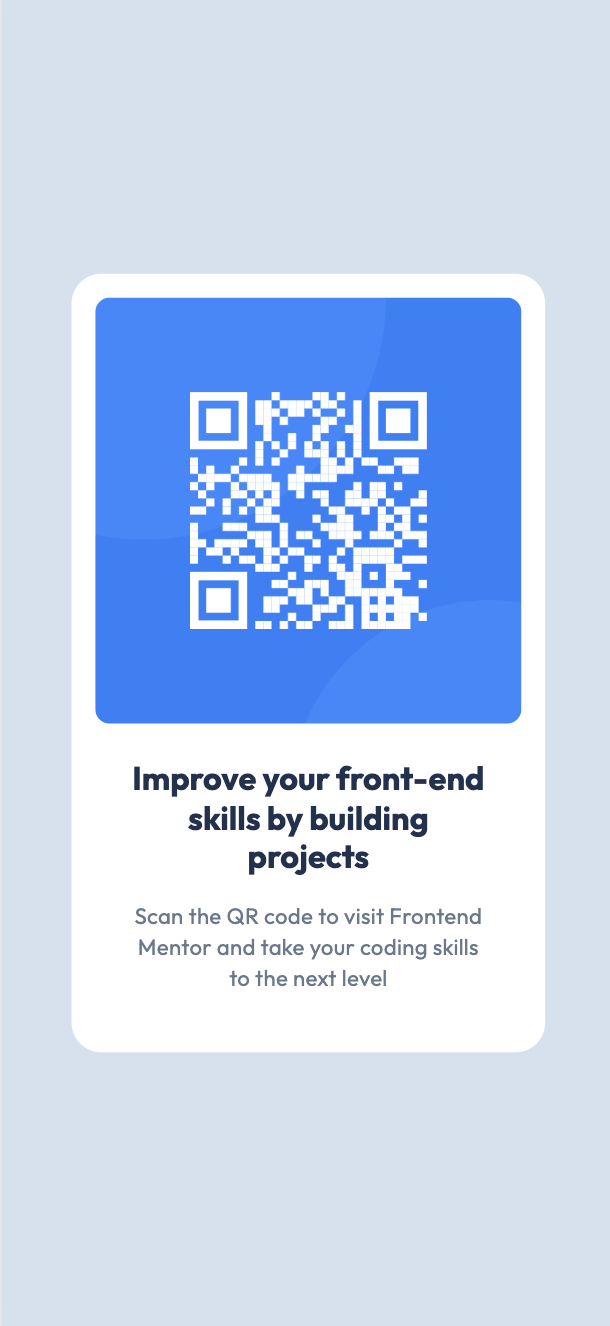 Improve your front-end
skills by building
projects
Scan the QR code to visit Frontend
Mentor and take your coding skills
to the next level